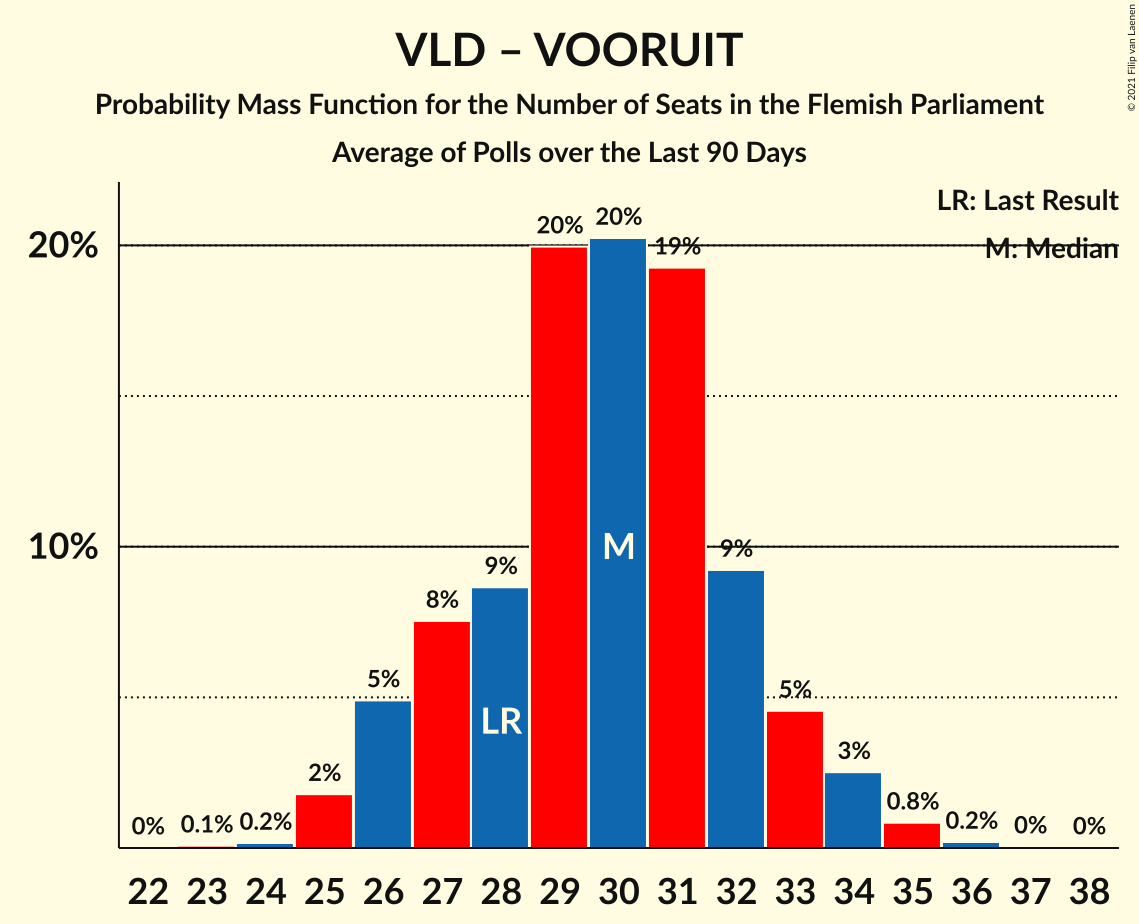 © 2021 Filip van Laenen
VLD – VOORUIT
Probability Mass Function for the Number of Seats in the Flemish Parliament
Average of Polls over the Last 90 Days
LR: Last Result
M: Median
20%
10%
0% 0.1% 0.2% 2% 5% 8% 9% 20% 20% 19% 9% 5% 3% 0.8% 0.2% 0% 0%
LR M
22 23 24 25 26 27 28 29 30 31 32 33 34 35 36 37 38